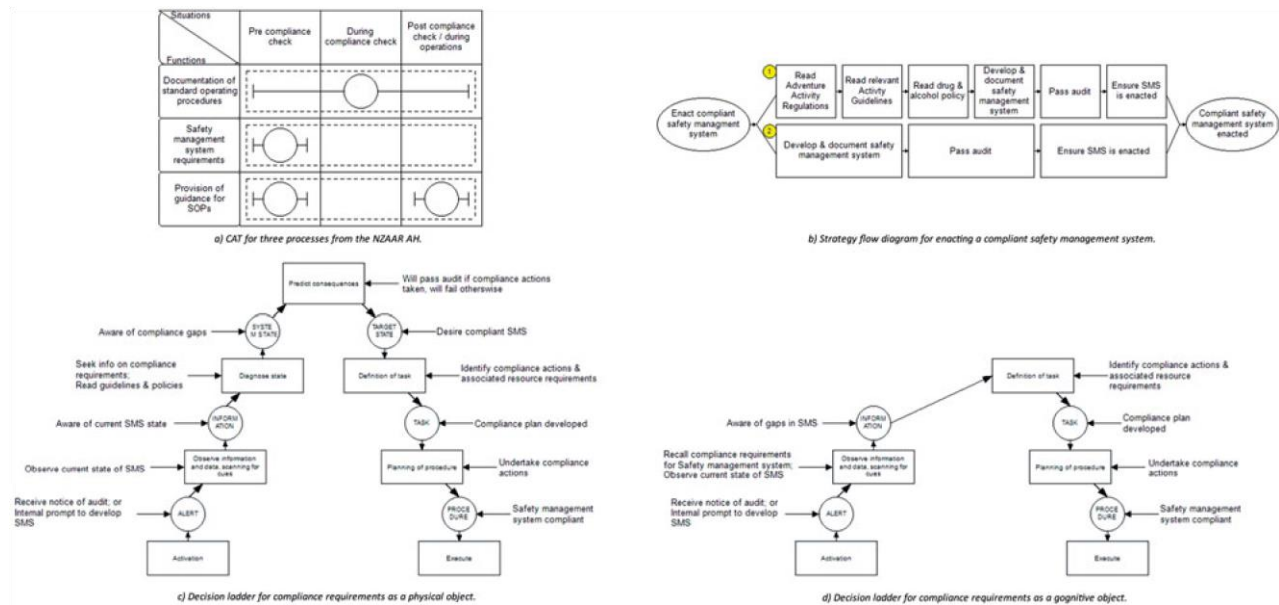 Situations
Functions
Pre compliance
check
During
compliance check
Post compliance
check / during
operations
Documentation of
standard operating
procedures
Safety
management
system
requirements
Provision of
guidance for
SOPs
a) CAT for three processes from the NZAAR AH.
Enact compliant
safety managment
system
1
Read
Adventure
Activity
Regulations
Read relevant
Activity
Guidelines
Read drug &
alcohol policy
Develop &
document
safety
management
system
Pass audit
Ensure SMS
is enacted
2
Develop & document safety
management system
Pass audit
Ensure SMS is enacted
Compliant safety
management system
enacted
b) Strategy flow diagram for enacting a compliant safety management system.
Predict consequences
Will pass audit if compliance actions
taken, will fail otherwise
Aware of compliance gaps
SYSTE
M STATE
TARGET
STATE
Desire compliant SMS
Seek info on compliance
requirements;
Read guidelines & policies
Diagnose state
Definition of task
Identify compliance actions &
associated resource requirements
Aware of current SMS state
INFORM
ATION
TASK
Compliance plan developed
Observe current state of SMS
Observe information
and data, scanning for
cues
Planning of procedure
Undertake compliance
actions
Receive notice of audit; or
Internal prompt to develop
SMS
ALERT
PROCE
DURE
Safety management
system compliant
Activation
Execute
c) Decision ladder for compliance requirements as a physical object.
Definition of task
Identify compliance actions &
associated resource
requirements
Aware of gaps in SMS
INFORM
ATION
TASK
Compliance plan
developed
Recall compliance requirements
for Safety management system;
Observe current state of SMS
Observe information
and data, scanning for
cues
Planning of procedure
Undertake compliance
actions
Receive notice of audit; or
Internal prompt to develop
SMS
ALERT
PROCE
DURE
Safety management
system compliant
Activation
Execute
d) Decision ladder for compliance requirements as a gognitive object.